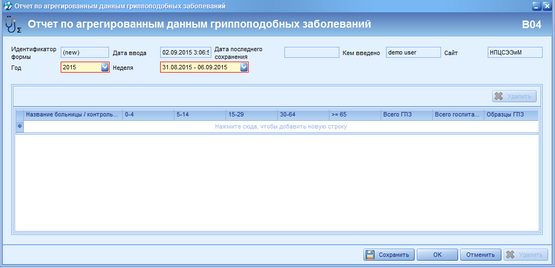 Отчет по агрегированным данным гриппоподобных заболеваний
Отчет по агрегированным данным гриппоподобных заболеваний B04
Идентификатор формы (new) Дата ввода 02.09.2015 3:06:5 Дата последнего сохранения Кем введено demo user Сайт НПЦСЭЭиМ
Год 2015 Неделя 31.08.2015 - 06.09.2015
Удалить
Название больницы / контроль... 0-4 5-14 15-29 30-64 >= 65 Всего ГПЗ Всего госпита... Образцы ГПЗ
Нажмите сюда, чтобы добавить новую строку
Сохранить OK Отменить Удалить